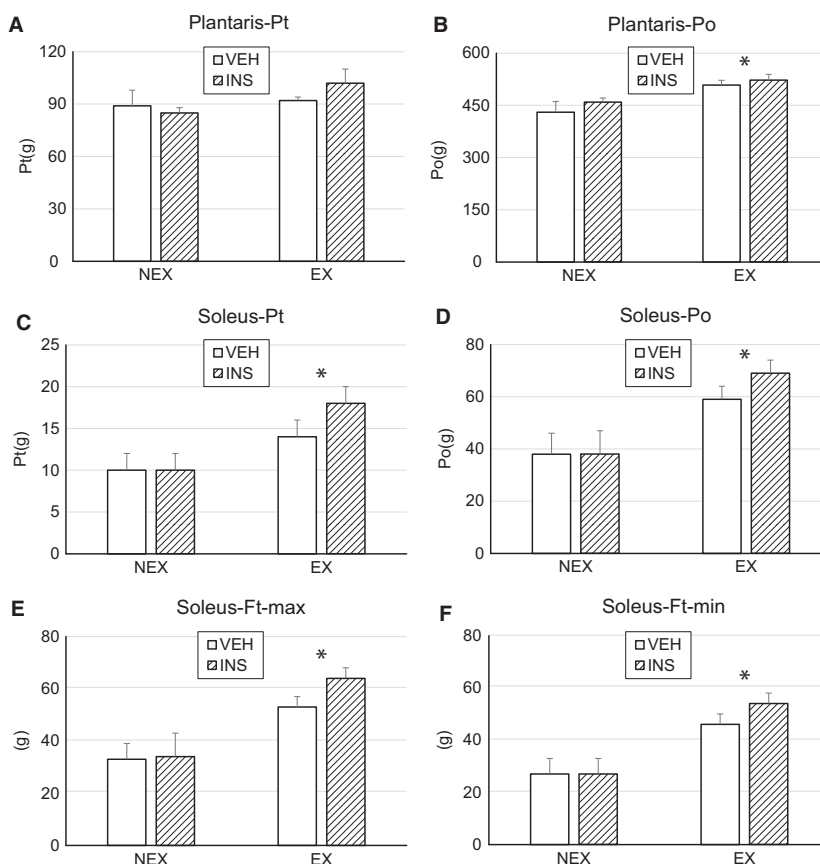 A
Plantaris-Pt
VEH
INS
120
90
60
30
0
Pt(g)
NEX
EX
B
Plantaris-Po
VEH
INS
*
600
450
300
150
0
Po(g)
NEX
EX
C
Soleus-Pt
VEH
INS
*
25
20
15
10
5
0
Pt(g)
NEX
EX
D
Soleus-Po
VEH
INS
*
80
60
40
20
0
Po(g)
NEX
EX
E
Soleus-Ft-max
VEH
INS
*
80
60
40
20
0
(g)
NEX
EX
F
Soleus-Ft-min
VEH
INS
*
80
60
40
20
0
(g)
NEX
EX